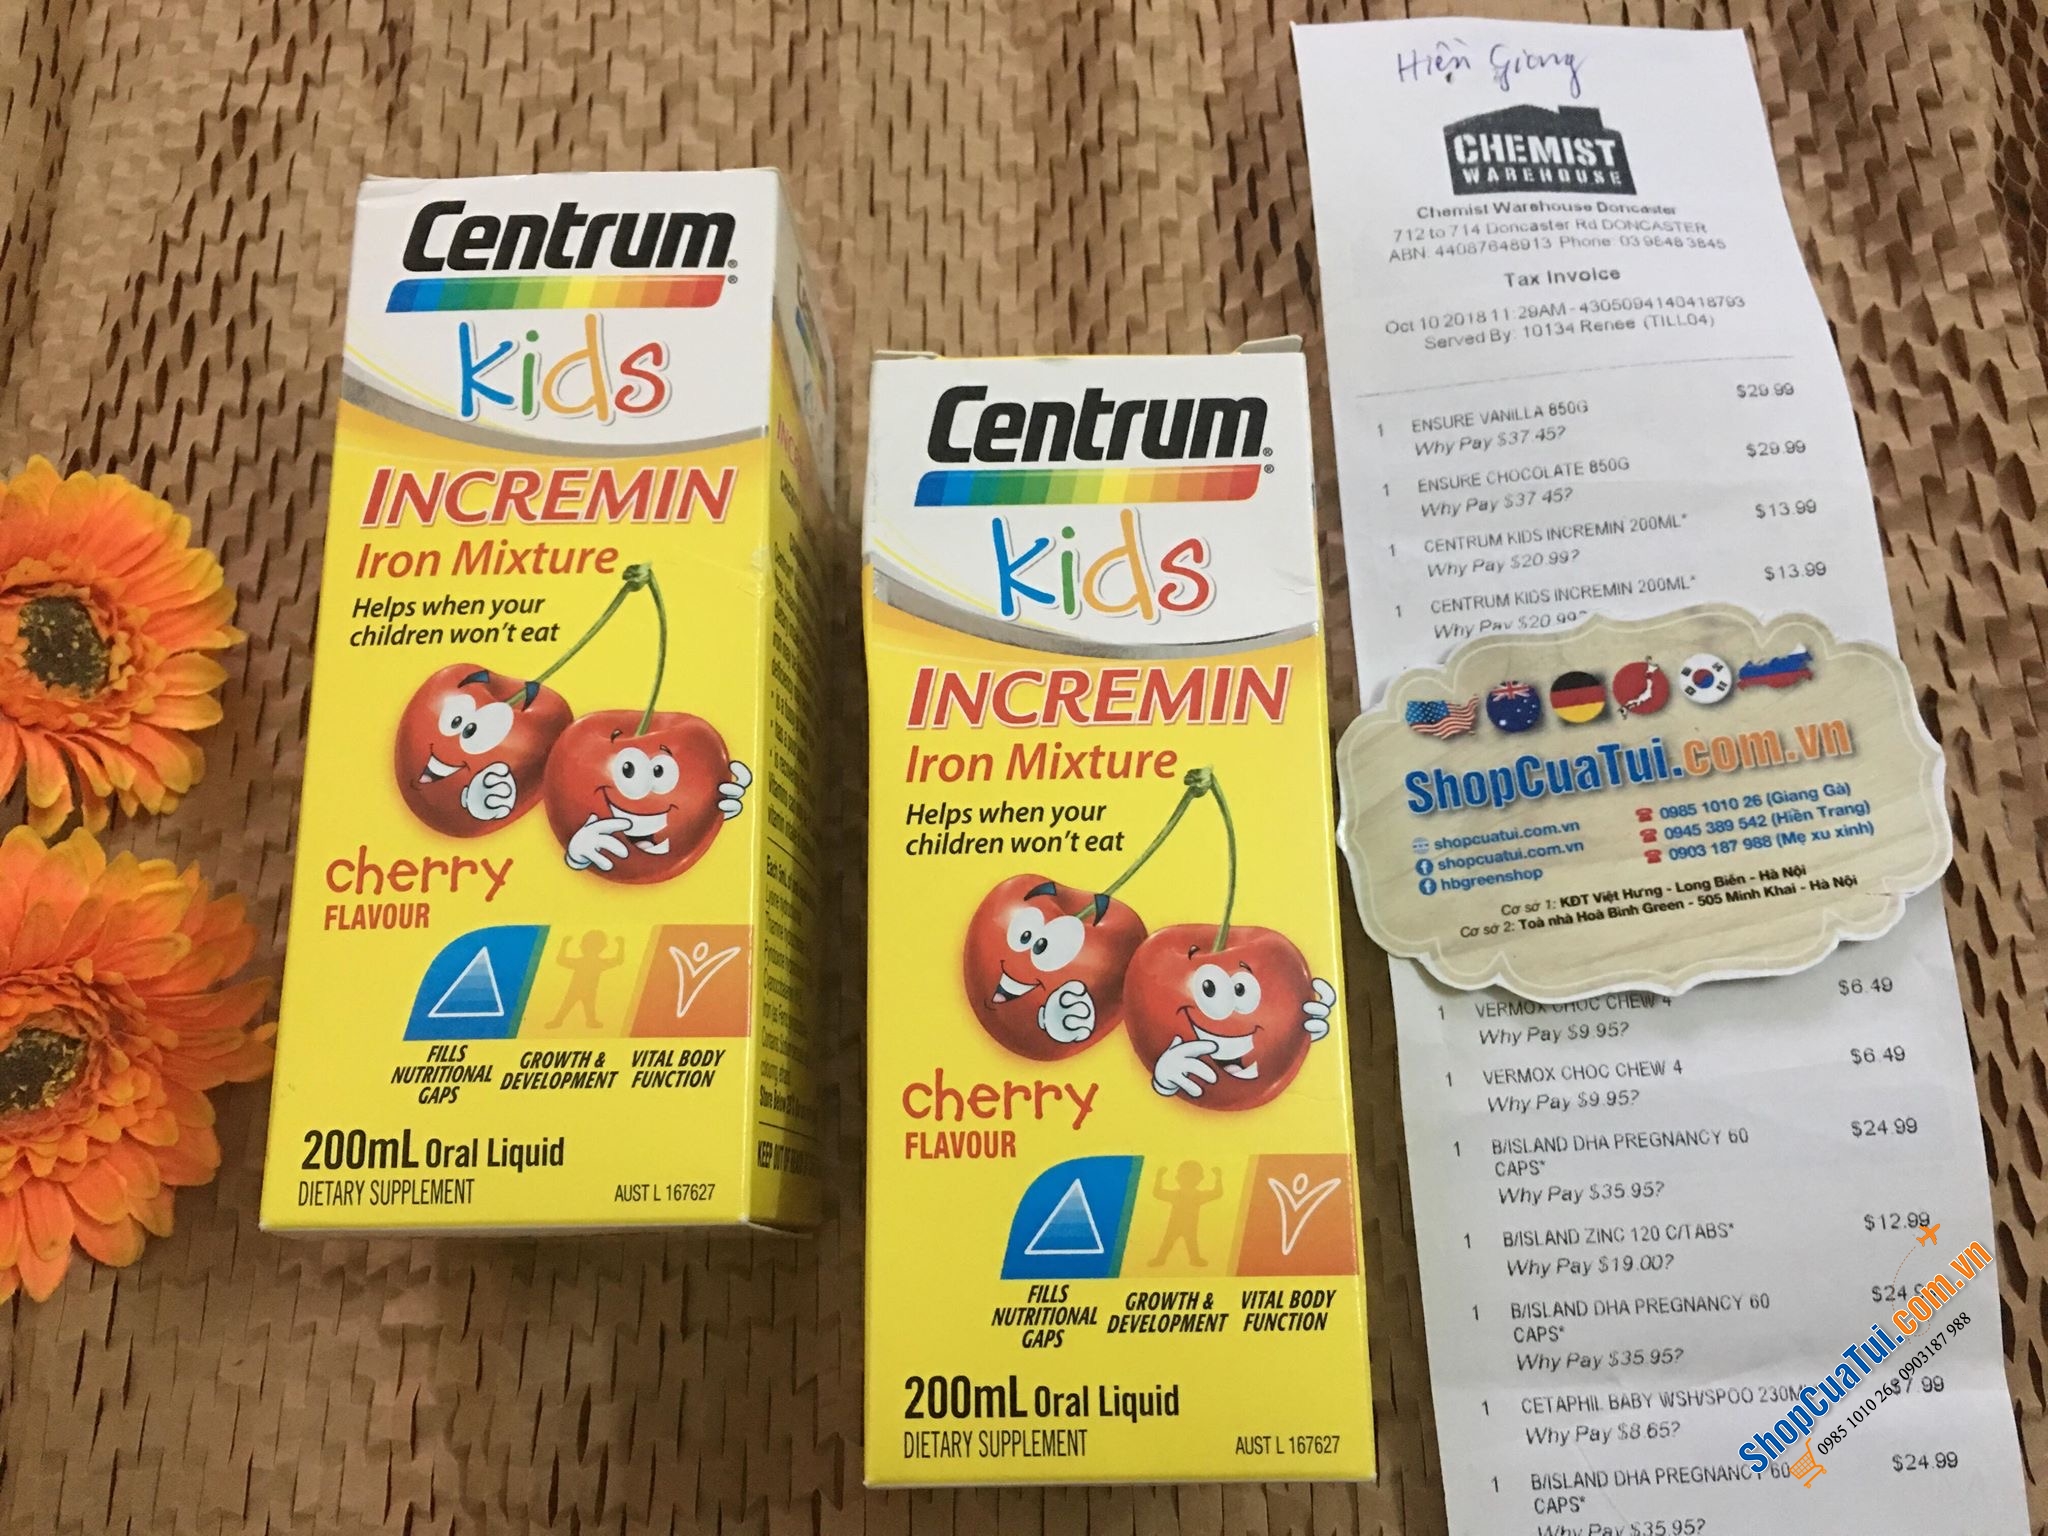 Centrum®
®
kids
INCREMIN
Iron Mixture
Helps when your
children won't eat
cherry
FLAVOUR
FILLS
NUTRITIONAL
GAPS
GROWTH &
DEVELOPMENT
VITAL BODY
FUNCTION
200mL Oral Liquid
DIETARY SUPPLEMENT
AUST L 167627
Centrum®
®
kids
INCREMIN
Iron Mixture
Helps when your
children won't eat
cherry
FLAVOUR
FILLS
NUTRITIONAL
GAPS
GROWTH &
DEVELOPMENT
VITAL BODY
FUNCTION
200mL Oral Liquid
DIETARY SUPPLEMENT
AUST L 167627
Hiền Giang
CHEMIST
WAREHOUSE
Chemist Warehouse Doncaster
712 to 714 Doncaster Rd DONCASTER
ABN: 44087648913 Phone: 03 9848 3845
Tax Invoice
Oct 10 2018 11:29AM - 4305094140418793
Served By: 10134 Renee (TILL04)
1 ENSURE VANILLA 850G $29.99
Why Pay $37.45?
1 ENSURE CHOCOLATE 850G $29.99
Why Pay $37.45?
1 CENTRUM KIDS INCREMIN 200ML* $13.99
Why Pay $20.99?
1 CENTRUM KIDS INCREMIN 200ML* $13.99
Why Pay $20.99?
ShopCuaTui.com.vn
shopcuatui.com.vn
shopcuatui.com.vn
hbgreenshop
0985 1010 26 (Giang Gà)
0945 389 542 (Hiền Trang)
0903 187 988 (Mẹ xu xinh)
Cơ sở 1: KĐT Việt Hưng - Long Biên - Hà Nội
Cơ sở 2: Toà nhà Hoà Bình Green - 505 Minh Khai - Hà Nội
1 VERMOX CHOC CHEW 4 $6.49
Why Pay $9.95?
1 VERMOX CHOC CHEW 4 $6.49
Why Pay $9.95?
1 B/ISLAND DHA PREGNANCY 60 $24.99
CAPS*
Why Pay $35.95?
1 B/ISLAND ZINC 120 C/TABS* $12.99
Why Pay $19.00?
1 B/ISLAND DHA PREGNANCY 60
CAPS*
Why Pay $35.95?
1 CETAPHIL BABY WSH/SPOO 230M $7.99
Why Pay $8.65?
1 B/ISLAND DHA PREGNANCY 60 $24.99
CAPS*
Why Pay $35.95?
ShopCuaTui.com.vn
0985 1010 26 - 0903187 988